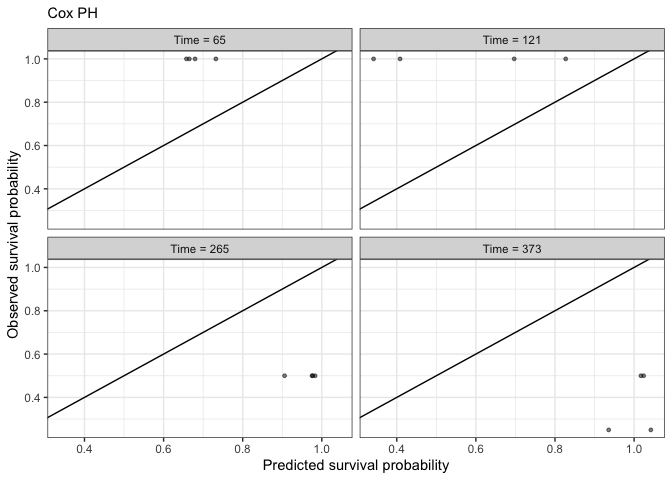 Cox PH
Time = 65
Time = 121
1.0
0.8
0.6
0.4
Time = 265
Time = 373
1.0
0.8
0.6
0.4
Observed survival probability
0.4 0.6 0.8 1.0 0.4 0.6 0.8 1.0
Predicted survival probability